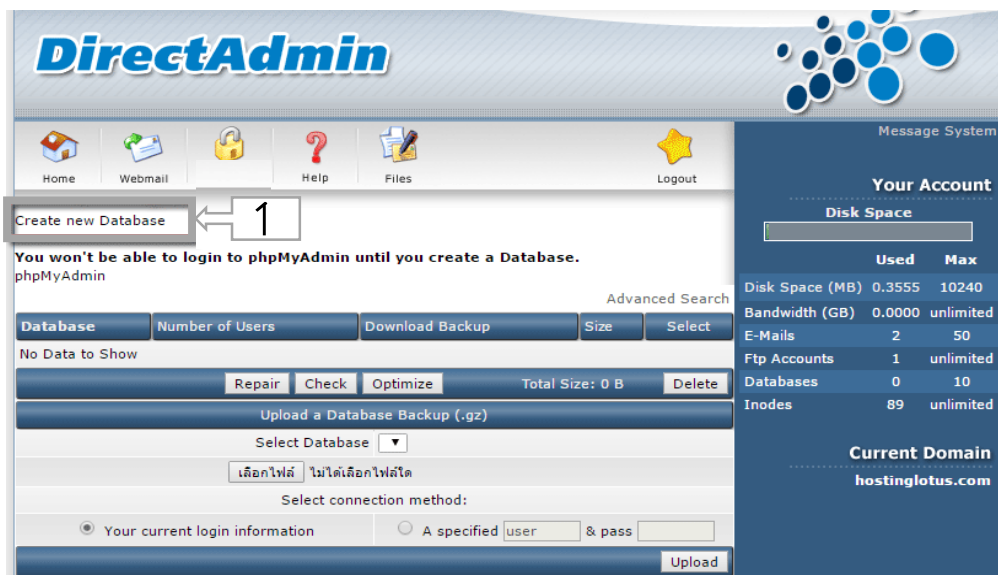 DirectAdmin
Message System
Home Webmail Help Files Logout
Your Account
Disk Space
Create new Database 1
You won't be able to login to phpMyAdmin until you create a Database.
phpMyAdmin
Advanced Search
Database Number of Users Download Backup Size Select
No Data to Show
Repair Check Optimize Total Size: 0 B Delete
Upload a Database Backup (.gz)
Select Database
เลือกไฟล์ ไม่ได้เลือกไฟล์ใด
Select connection method:
Your current login information A specified user & pass
Upload
Used Max
Disk Space (MB) 0.3555 10240
Bandwidth (GB) 0.0000 unlimited
E-Mails 2 50
Ftp Accounts 1 unlimited
Databases 0 10
Inodes 89 unlimited
Current Domain
hostinglotus.com